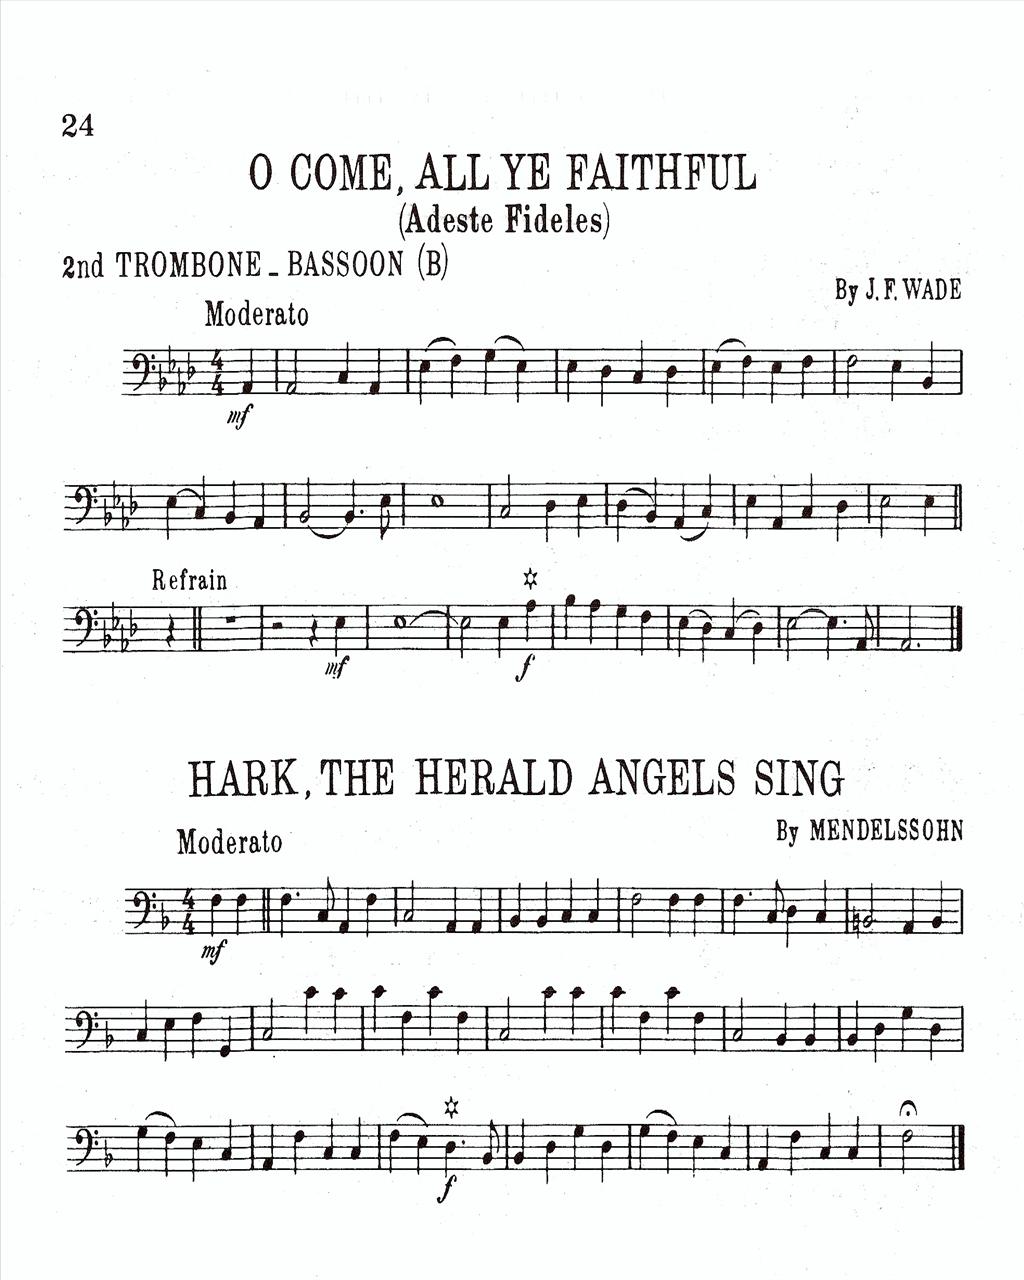 24
O COME, ALL YE FAITHFUL
(Adeste Fideles)
2nd TROMBONE - BASSOON (B)
By J. F. WADE
Moderato
mf
Refrain
mf
f
HARK, THE HERALD ANGELS SING
By MENDELSSOHN
Moderato
mf
f